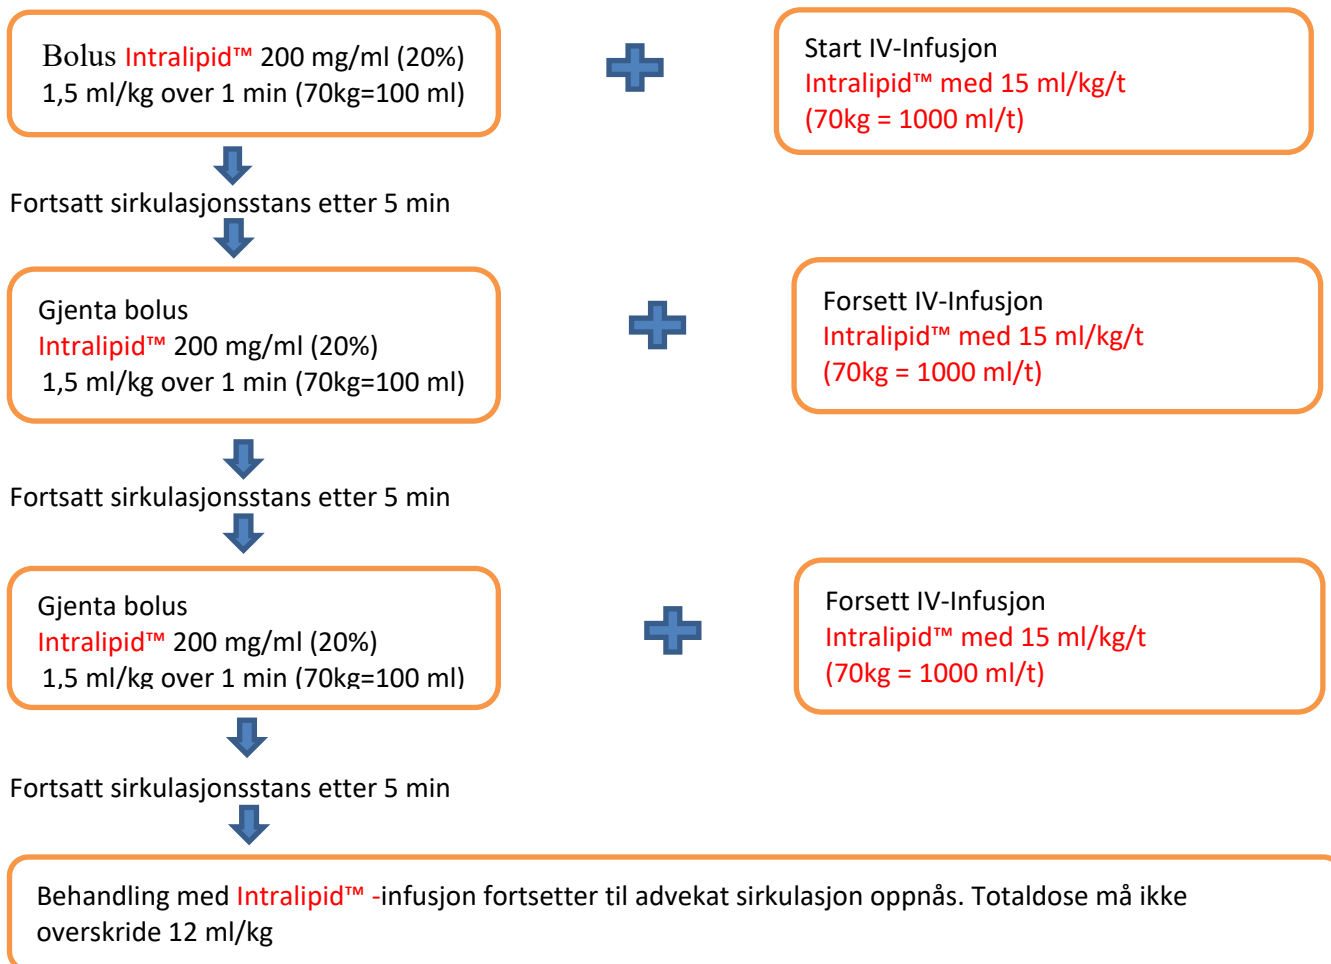 Bolus Intralipid™ 200 mg/ml (20%)
1,5 ml/kg over 1 min (70kg=100 ml)
Start IV-Infusjon
Intralipid™ med 15 ml/kg/t
(70kg = 1000 ml/t)
Fortsatt sirkulasjonsstans etter 5 min
Gjenta bolus
Intralipid™ 200 mg/ml (20%)
1,5 ml/kg over 1 min (70kg=100 ml)
Forsett IV-Infusjon
Intralipid™ med 15 ml/kg/t
(70kg = 1000 ml/t)
Fortsatt sirkulasjonsstans etter 5 min
Gjenta bolus
Intralipid™ 200 mg/ml (20%)
1,5 ml/kg over 1 min (70kg=100 ml)
Forsett IV-Infusjon
Intralipid™ med 15 ml/kg/t
(70kg = 1000 ml/t)
Fortsatt sirkulasjonsstans etter 5 min
Behandling med Intralipid™ -infusjon fortsetter til advekat sirkulasjon oppnås. Totaldose må ikke
overskride 12 ml/kg